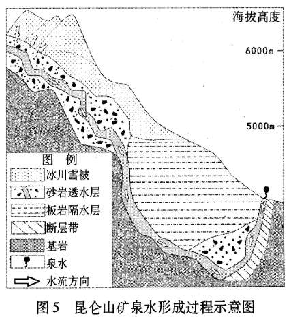 海拔高度
6000m
5000m
图 例
冰川雪被
砂岩透水层
板岩隔水层
断层带
基岩
泉水
水流方向
图5 昆仑山矿泉水形成过程示意图